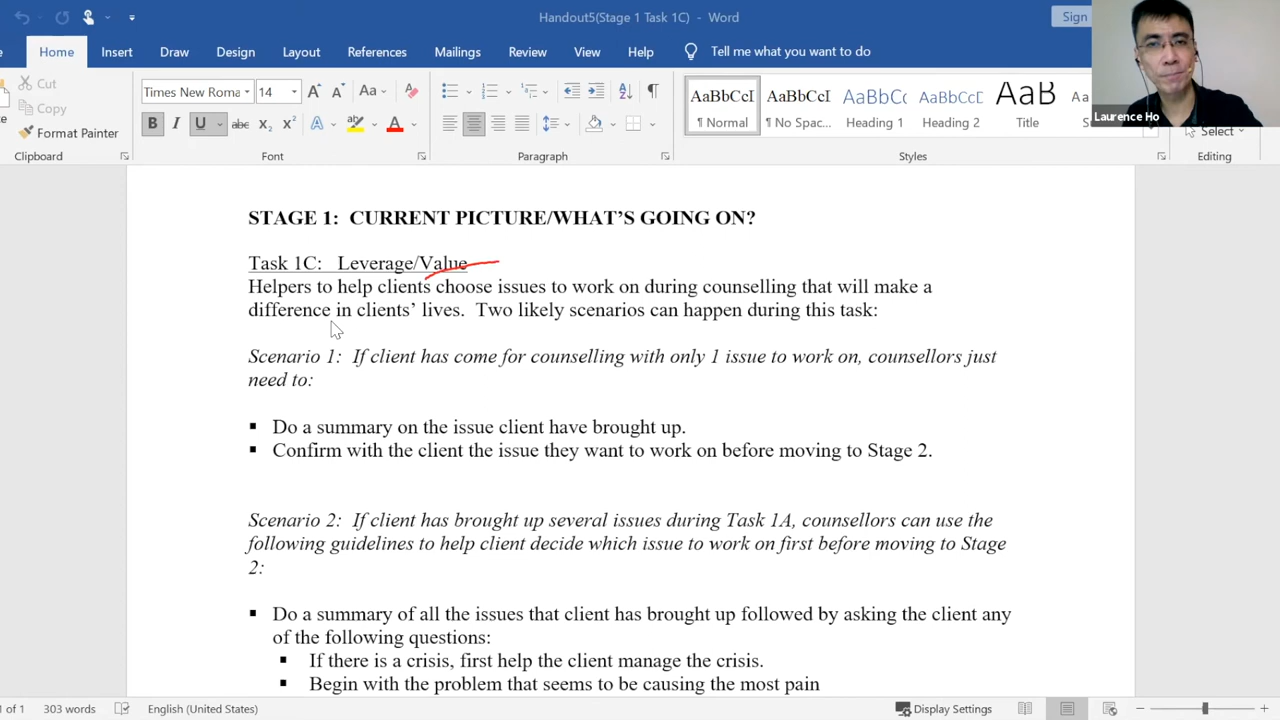 Handout5(Stage 1 Task 1C) - Word
Sign
Home Insert Draw Design Layout References Mailings Review View Help Tell me what you want to do
Cut
Copy
Format Painter
Clipboard
Times New Roma 14
Font
Paragraph
AaBbCcI AaBbCcI AaBbCc AaBbCcD AaB Aa
¶ Normal ¶ No Spac... Heading 1 Heading 2 Title
Styles
Select
Editing
Laurence Ho
STAGE 1: CURRENT PICTURE/WHAT'S GOING ON?
Task 1C: Leverage/Value
Helpers to help clients choose issues to work on during counselling that will make a
difference in clients' lives. Two likely scenarios can happen during this task:
Scenario 1: If client has come for counselling with only 1 issue to work on, counsellors just
need to:
▪ Do a summary on the issue client have brought up.
▪ Confirm with the client the issue they want to work on before moving to Stage 2.
Scenario 2: If client has brought up several issues during Task 1A, counsellors can use the
following guidelines to help client decide which issue to work on first before moving to Stage
2:
▪ Do a summary of all the issues that client has brought up followed by asking the client any
of the following questions:
▪ If there is a crisis, first help the client manage the crisis.
▪ Begin with the problem that seems to be causing the most pain
1 of 1 303 words English (United States) Display Settings